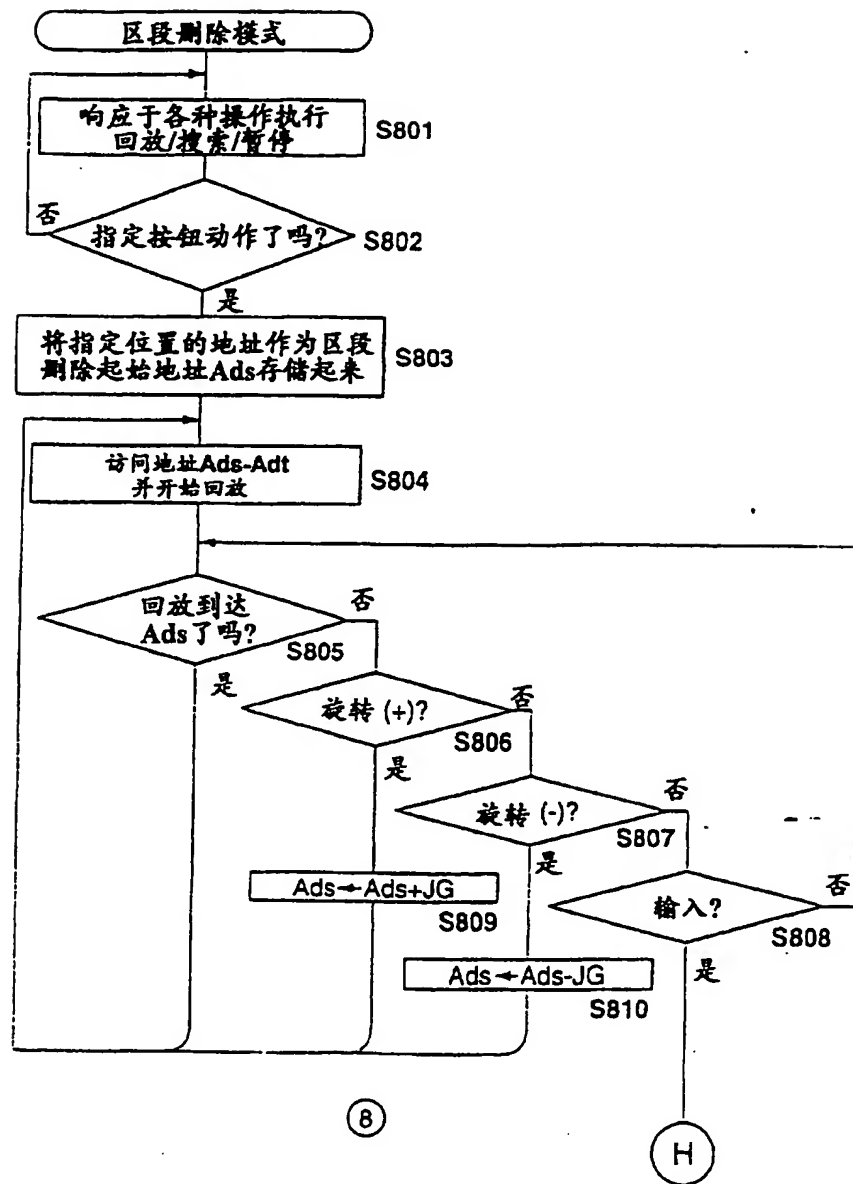 区段删除模式
响应于各种操作执行
回放/搜索/暂停
S801
否
指定按钮动作了吗?
S802
是
将指定位置的地址作为区段
删除起始地址Ads存储起来
S803
访问地址Ads-Adt
并开始回放
S804
回放到达
Ads了吗?
否
S805
是
旋转 (+)?
否
S806
是
旋转 (-)?
否
S807
是
Ads←Ads+JG
S809
输入?
否
S808
是
Ads←Ads-JG
S810
8
H